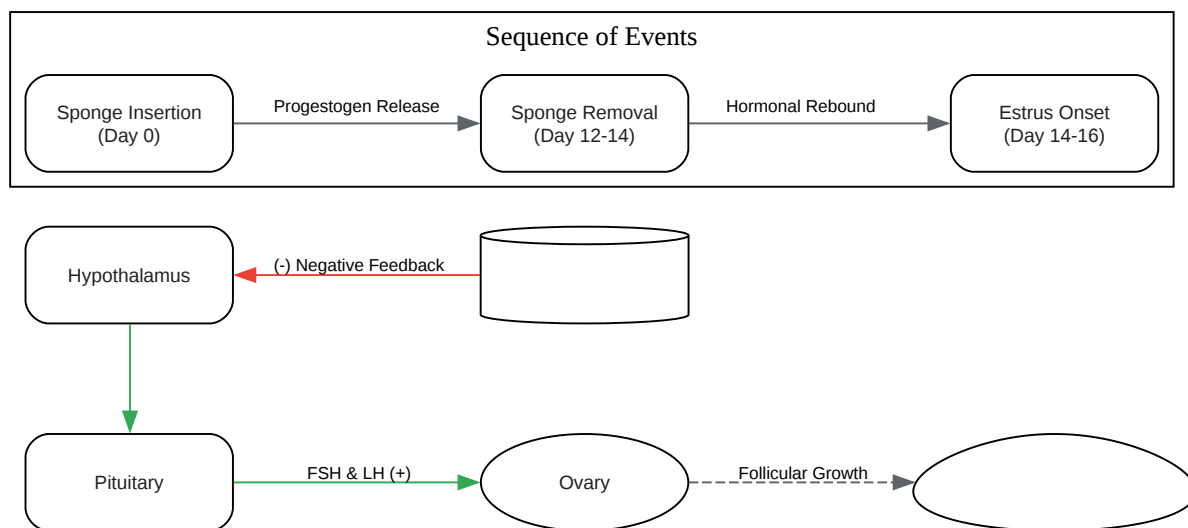 Sequence of Events
Sponge Insertion
(Day 0)
Progestogen Release
Sponge Removal
(Day 12-14)
Hormonal Rebound
Estrus Onset
(Day 14-16)
Hypothalamus
(-) Negative Feedback
Pituitary
FSH & LH (+)
Ovary
Follicular Growth